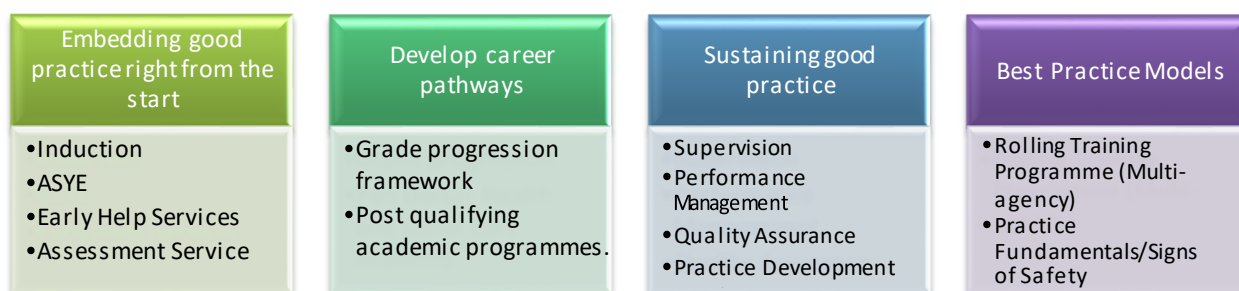 Embedding good
practice right from the
start
•Induction
•ASYE
•Early Help Services
•Assessment Service
Develop career
pathways
•Grade progression
framework
•Post qualifying
academic programmes.
Sustaining good
practice
•Supervision
•Performance
Management
•Quality Assurance
•Practice Development
Best Practice Models
•Rolling Training
Programme (Multi-
agency)
•Practice
Fundamentals/Signs
of Safety